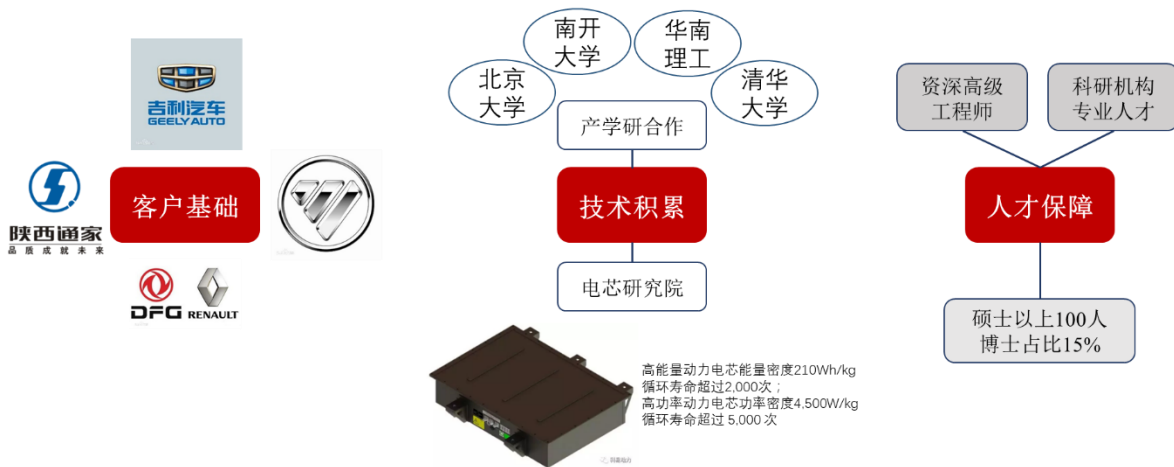 吉利汽车
GEELY AUTO
陕西通家
品质成就未来
客户基础
DFG RENAULT
北京
大学
南开
大学
华南
理工
清华
大学
产学研合作
技术积累
电芯研究院
高能量动力电芯能量密度210Wh/kg
循环寿命超过2,000次；
高功率动力电芯功率密度4,500W/kg
循环寿命超过 5,000 次
资深高级
工程师
科研机构
专业人才
人才保障
硕士以上100人
博士占比15%